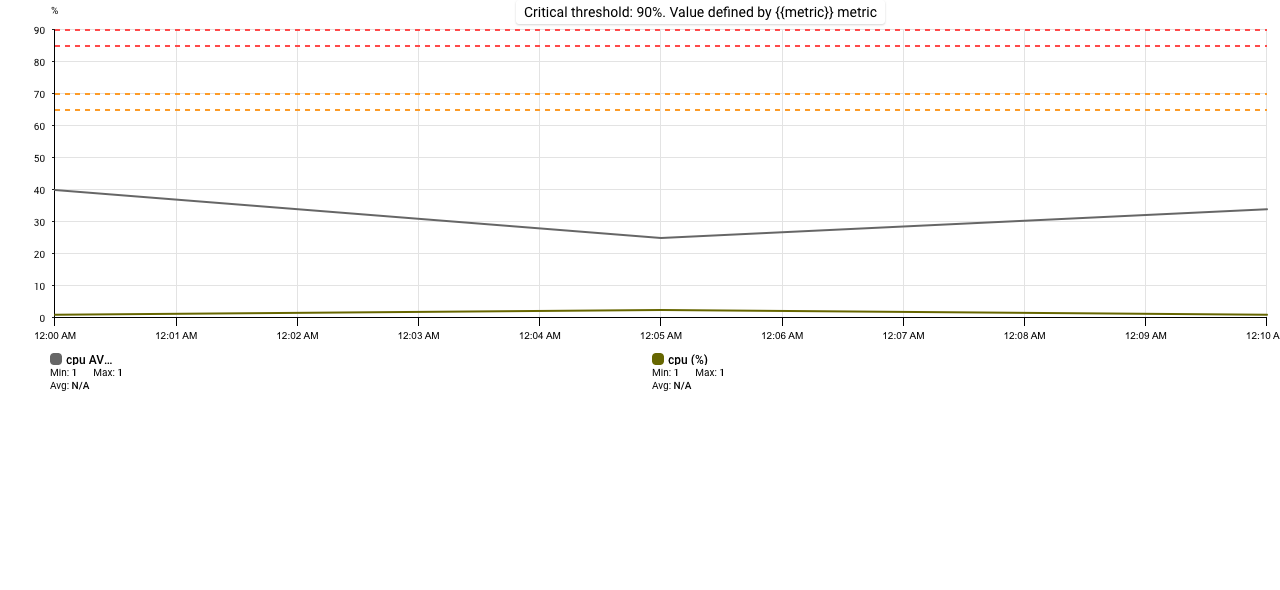 %
Critical threshold: 90%. Value defined by {{metric}} metric
90
80
70
60
50
40
30
20
10
0
12:00 AM 12:01 AM 12:02 AM 12:03 AM 12:04 AM 12:05 AM 12:06 AM 12:07 AM 12:08 AM 12:09 AM 12:10 A
cpu AV... cpu (%)
Min: 1 Max: 1 Min: 1 Max: 1
Avg: N/A Avg: N/A